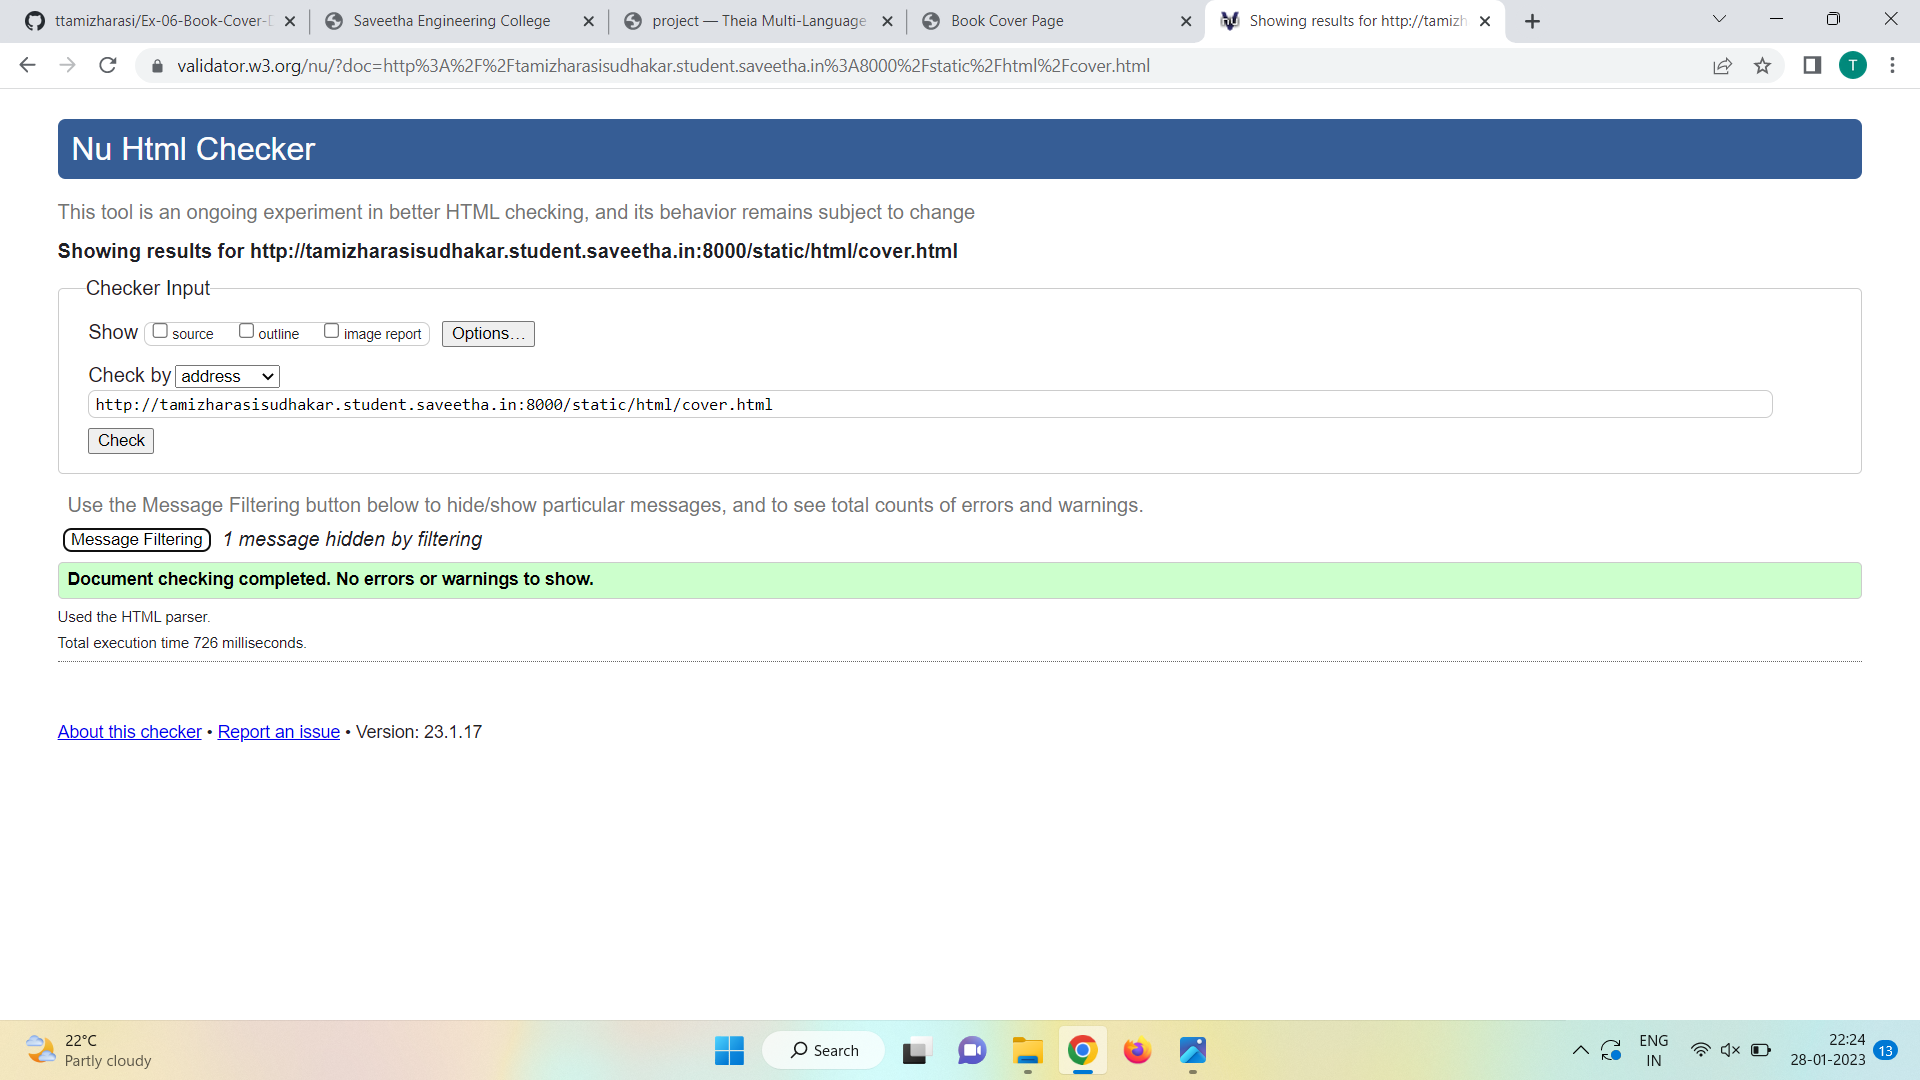 ttamizharasi/Ex-06-Book-Cover-D
Saveetha Engineering College
project — Theia Multi-Language
Book Cover Page
Showing results for http://tamizh
validator.w3.org/nu/?doc=http%3A%2F%2Ftamizharasisudhakar.student.saveetha.in%3A8000%2Fstatic%2Fhtml%2Fcover.html
T
Nu Html Checker
This tool is an ongoing experiment in better HTML checking, and its behavior remains subject to change
Showing results for http://tamizharasisudhakar.student.saveetha.in:8000/static/html/cover.html
Checker Input
Show source outline image report Options...
Check by address
http://tamizharasisudhakar.student.saveetha.in:8000/static/html/cover.html
Check
Use the Message Filtering button below to hide/show particular messages, and to see total counts of errors and warnings.
Message Filtering 1 message hidden by filtering
Document checking completed. No errors or warnings to show.
Used the HTML parser.
Total execution time 726 milliseconds.
About this checker • Report an issue • Version: 23.1.17
22°C
Partly cloudy
Search
ENG
IN
22:24
28-01-2023
13